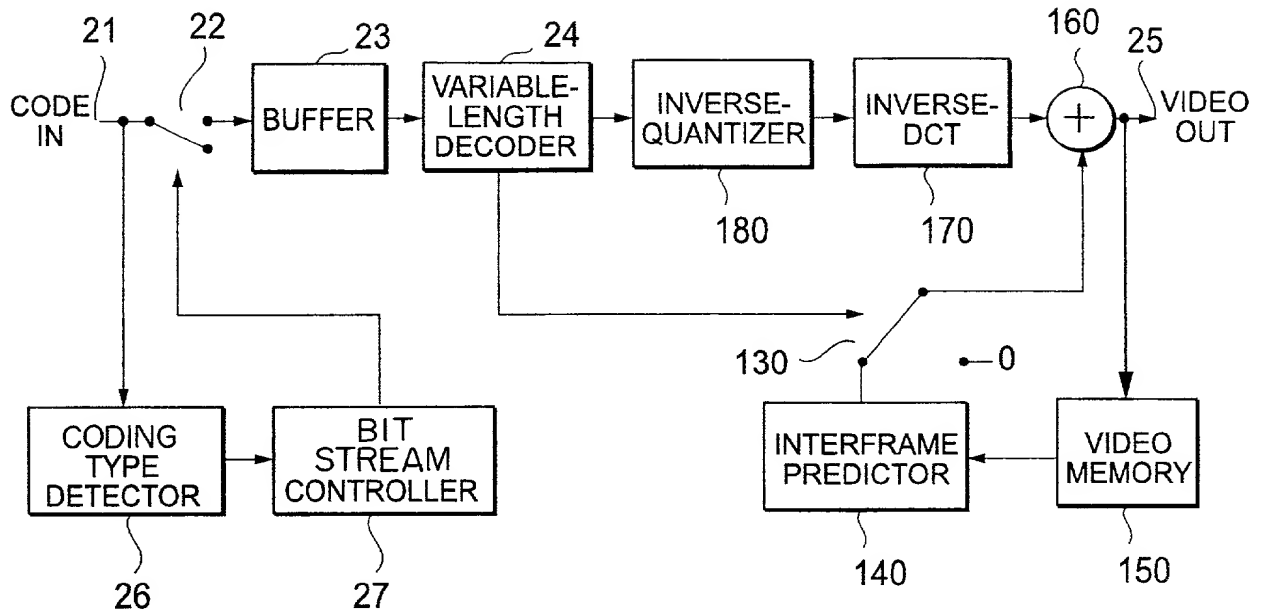 21
22
23
24
160
25
CODE
IN
BUFFER
VARIABLE-
LENGTH
DECODER
INVERSE-
QUANTIZER
INVERSE-
DCT
+
VIDEO
OUT
180
170
130
0
CODING
TYPE
DETECTOR
BIT
STREAM
CONTROLLER
INTERFRAME
PREDICTOR
VIDEO
MEMORY
26
27
140
150